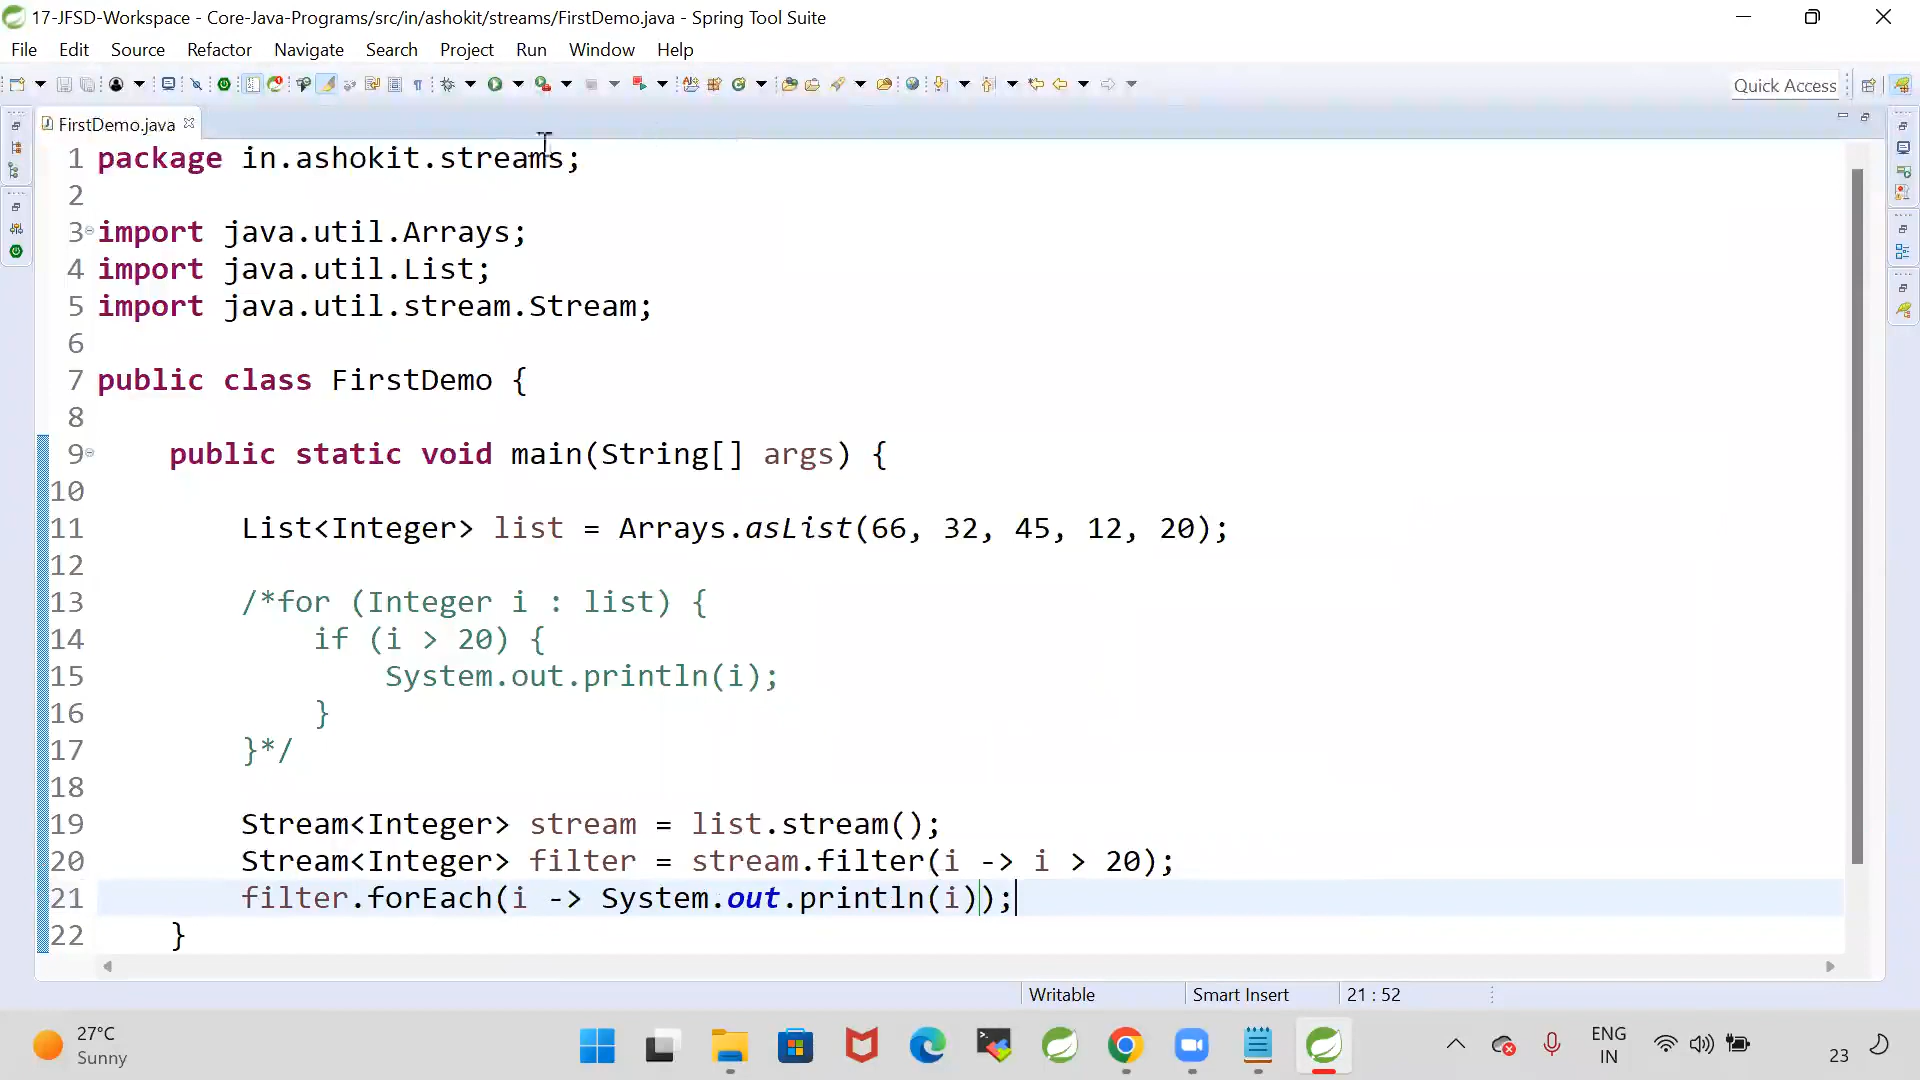 17-JFSD-Workspace - Core-Java-Programs/src/in/ashokit/streams/FirstDemo.java - Spring Tool Suite
File Edit Source Refactor Navigate Search Project Run Window Help
Quick Access
FirstDemo.java
1 package in.ashokit.streams;
2
3 import java.util.Arrays;
4 import java.util.List;
5 import java.util.stream.Stream;
6
7 public class FirstDemo {
8
9 public static void main(String[] args) {
10
11 List<Integer> list = Arrays.asList(66, 32, 45, 12, 20);
12
13 /*for (Integer i : list) {
14 if (i > 20) {
15 System.out.println(i);
16 }
17 }*/
18
19 Stream<Integer> stream = list.stream();
20 Stream<Integer> filter = stream.filter(i -> i > 20);
21 filter.forEach(i -> System.out.println(i));
22 }
Writable Smart Insert 21 : 52
27°C
Sunny
ENG
IN
23